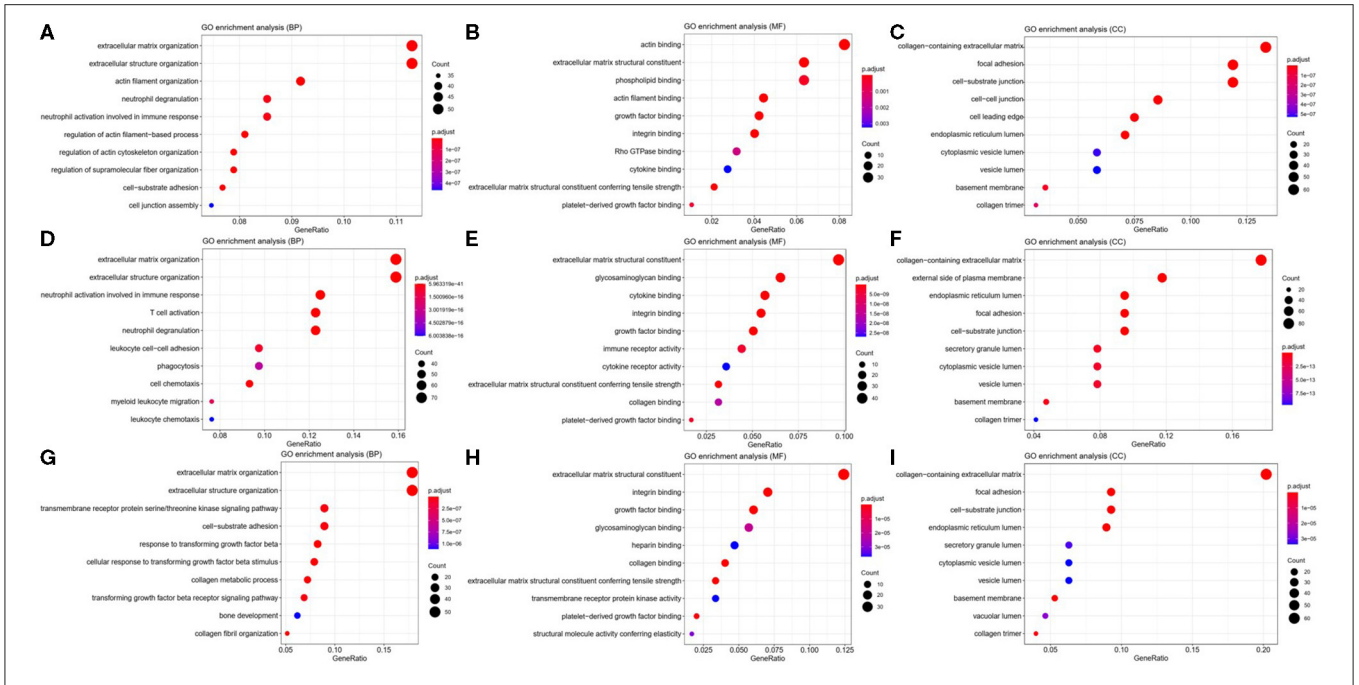 A
GO enrichment analysis (BP)
extracellular matrix organization
extracellular structure organization
actin filament organization
neutrophil degranulation
neutrophil activation involved in immune response
regulation of actin filament-based process
regulation of actin cytoskeleton organization
regulation of supramolecular fiber organization
cell-substrate adhesion
cell junction assembly
0.08 0.09 0.10 0.11
GeneRatio
Count
35
40
45
50
p.adjust
1e-07
2e-07
3e-07
4e-07
B
GO enrichment analysis (MF)
actin binding
extracellular matrix structural constituent
phospholipid binding
actin filament binding
growth factor binding
integrin binding
Rho GTPase binding
cytokine binding
extracellular matrix structural constituent conferring tensile strength
platelet-derived growth factor binding
0.02 0.04 0.06 0.08
GeneRatio
p.adjust
0.001
0.002
0.003
Count
10
20
30
C
GO enrichment analysis (CC)
collagen-containing extracellular matrix
focal adhesion
cell-substrate junction
cell-cell junction
cell leading edge
endoplasmic reticulum lumen
cytoplasmic vesicle lumen
vesicle lumen
basement membrane
collagen trimer
0.050 0.075 0.100 0.125
GeneRatio
p.adjust
1e-07
2e-07
3e-07
4e-07
5e-07
Count
20
30
40
50
60
D
GO enrichment analysis (BP)
extracellular matrix organization
extracellular structure organization
neutrophil activation involved in immune response
T cell activation
neutrophil degranulation
leukocyte cell-cell adhesion
phagocytosis
cell chemotaxis
myeloid leukocyte migration
leukocyte chemotaxis
0.08 0.10 0.12 0.14 0.16
GeneRatio
p.adjust
5.963319e-41
1.500960e-16
3.001919e-16
4.502879e-16
6.003838e-16
Count
40
50
60
70
E
GO enrichment analysis (MF)
extracellular matrix structural constituent
glycosaminoglycan binding
cytokine binding
integrin binding
growth factor binding
immune receptor activity
cytokine receptor activity
extracellular matrix structural constituent conferring tensile strength
collagen binding
platelet-derived growth factor binding
0.025 0.050 0.075 0.100
GeneRatio
p.adjust
5.0e-09
1.0e-08
1.5e-08
2.0e-08
2.5e-08
Count
10
20
30
40
F
GO enrichment analysis (CC)
collagen-containing extracellular matrix
external side of plasma membrane
endoplasmic reticulum lumen
focal adhesion
cell-substrate junction
secretory granule lumen
cytoplasmic vesicle lumen
vesicle lumen
basement membrane
collagen trimer
0.04 0.08 0.12 0.16
GeneRatio
Count
20
40
60
80
p.adjust
2.5e-13
5.0e-13
7.5e-13
G
GO enrichment analysis (BP)
extracellular matrix organization
extracellular structure organization
transmembrane receptor protein serine/threonine kinase signaling pathway
cell-substrate adhesion
response to transforming growth factor beta
cellular response to transforming growth factor beta stimulus
collagen metabolic process
transforming growth factor beta receptor signaling pathway
bone development
collagen fibril organization
0.05 0.10 0.15
GeneRatio
p.adjust
2.5e-07
5.0e-07
7.5e-07
1.0e-06
Count
20
30
40
50
H
GO enrichment analysis (MF)
extracellular matrix structural constituent
integrin binding
growth factor binding
glycosaminoglycan binding
heparin binding
collagen binding
extracellular matrix structural constituent conferring tensile strength
transmembrane receptor protein kinase activity
platelet-derived growth factor binding
structural molecule activity conferring elasticity
0.025 0.050 0.075 0.100 0.125
GeneRatio
p.adjust
1e-05
2e-05
3e-05
Count
10
20
30
I
GO enrichment analysis (CC)
collagen-containing extracellular matrix
focal adhesion
cell-substrate junction
endoplasmic reticulum lumen
secretory granule lumen
cytoplasmic vesicle lumen
vesicle lumen
basement membrane
vacuolar lumen
collagen trimer
0.05 0.10 0.15 0.20
GeneRatio
p.adjust
1e-05
2e-05
3e-05
Count
20
30
40
50
60